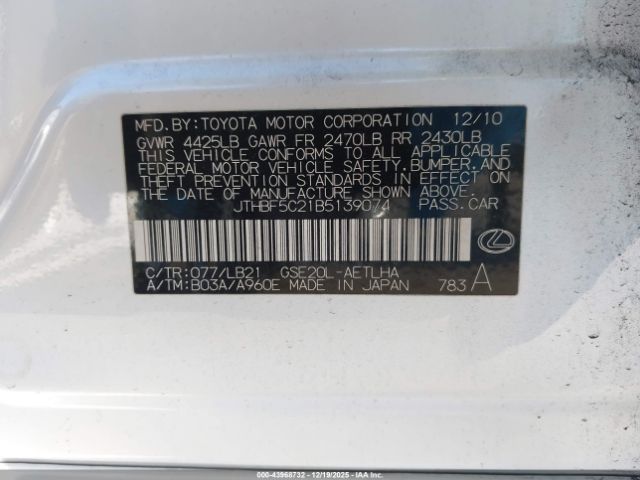 MFD.BY:TOYOTA MOTOR CORPORATION 12/10
GVWR 4425LB GAWR FR 2470LB RR 2430LB
THIS VEHICLE CONFORMS TO ALL APPLICABLE
FEDERAL MOTOR VEHICLE SAFETY, BUMPER, AND
THEFT PREVENTION STANDARDS IN EFFECT ON
THE DATE OF MANUFACTURE SHOWN ABOVE.
JTHBF5C21B5139074 PASS.CAR
C/TR:077/LB21 GSE20L-AETLHA
A/TM:B03A/A960E MADE IN JAPAN 783 A
000-43968732 - 12/19/2025 - IAA Inc.